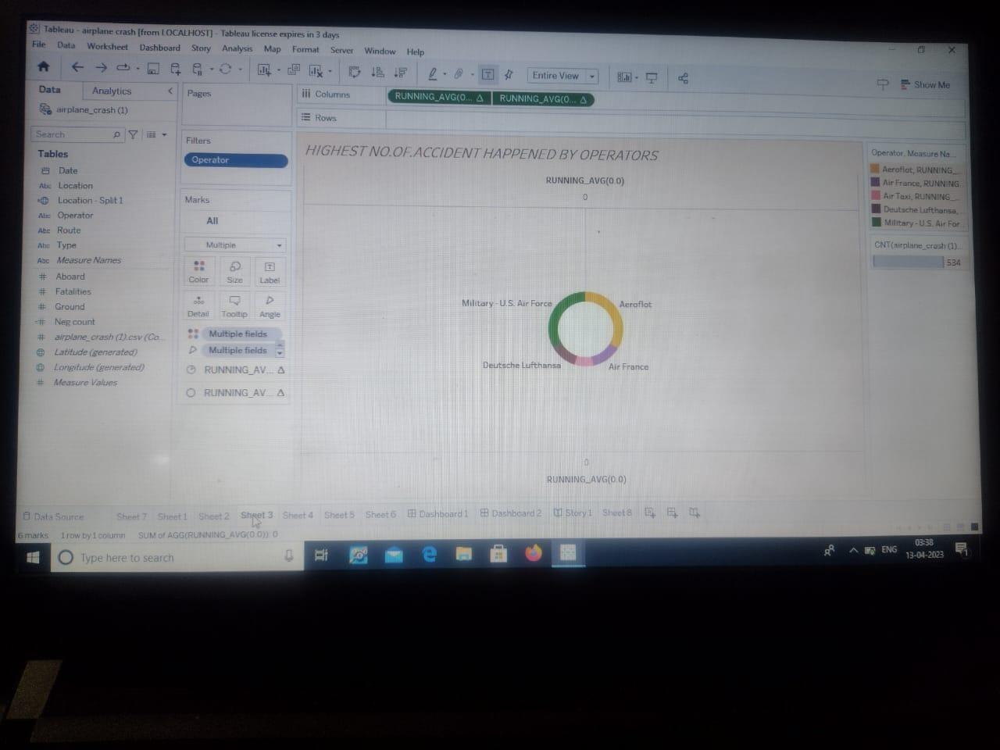 Tableau - airplane crash [from LOCALHOST] - Tableau license expires in 3 days
File Data Worksheet Dashboard Story Analysis Map Format Server Window Help
Entire View
Show Me
Data Analytics
airplane_crash (1)
Search
Tables
Date
Abc Location
Location - Split 1
Abc Operator
Abc Route
Abc Type
Abc Measure Names
# Aboard
# Fatalities
# Ground
=# Neg count
# airplane_crash (1).csv (Co...
Latitude (generated)
Longitude (generated)
# Measure Values
Pages
Filters
Operator
Marks
All
Multiple
Color Size Label
Detail Tooltip Angle
Multiple fields
Multiple fields
RUNNING_AV... Δ
RUNNING_AV... Δ
Columns RUNNING_AVG(0... Δ RUNNING_AVG(0... Δ
Rows
HIGHEST NO.OF.ACCIDENT HAPPENED BY OPERATORS
RUNNING_AVG(0.0)
0
Military - U.S. Air Force
Aeroflot
Deutsche Lufthansa
Air France
0
RUNNING_AVG(0.0)
Operator, Measure Na...
Aeroflot, RUNNING_...
Air France, RUNNING...
Air Taxi, RUNNING_...
Deutsche Lufthansa,...
Military - U.S. Air For...
CNT(airplane_crash (1)...
534
Data Source Sheet 7 Sheet 1 Sheet 2 Sheet 3 Sheet 4 Sheet 5 Sheet 6 Dashboard 1 Dashboard 2 Story 1 Sheet 8
6 marks 1 row by 1 column SUM of AGG(RUNNING_AVG(0.0)): 0
Type here to search
ENG
03:38
13-04-2023
1